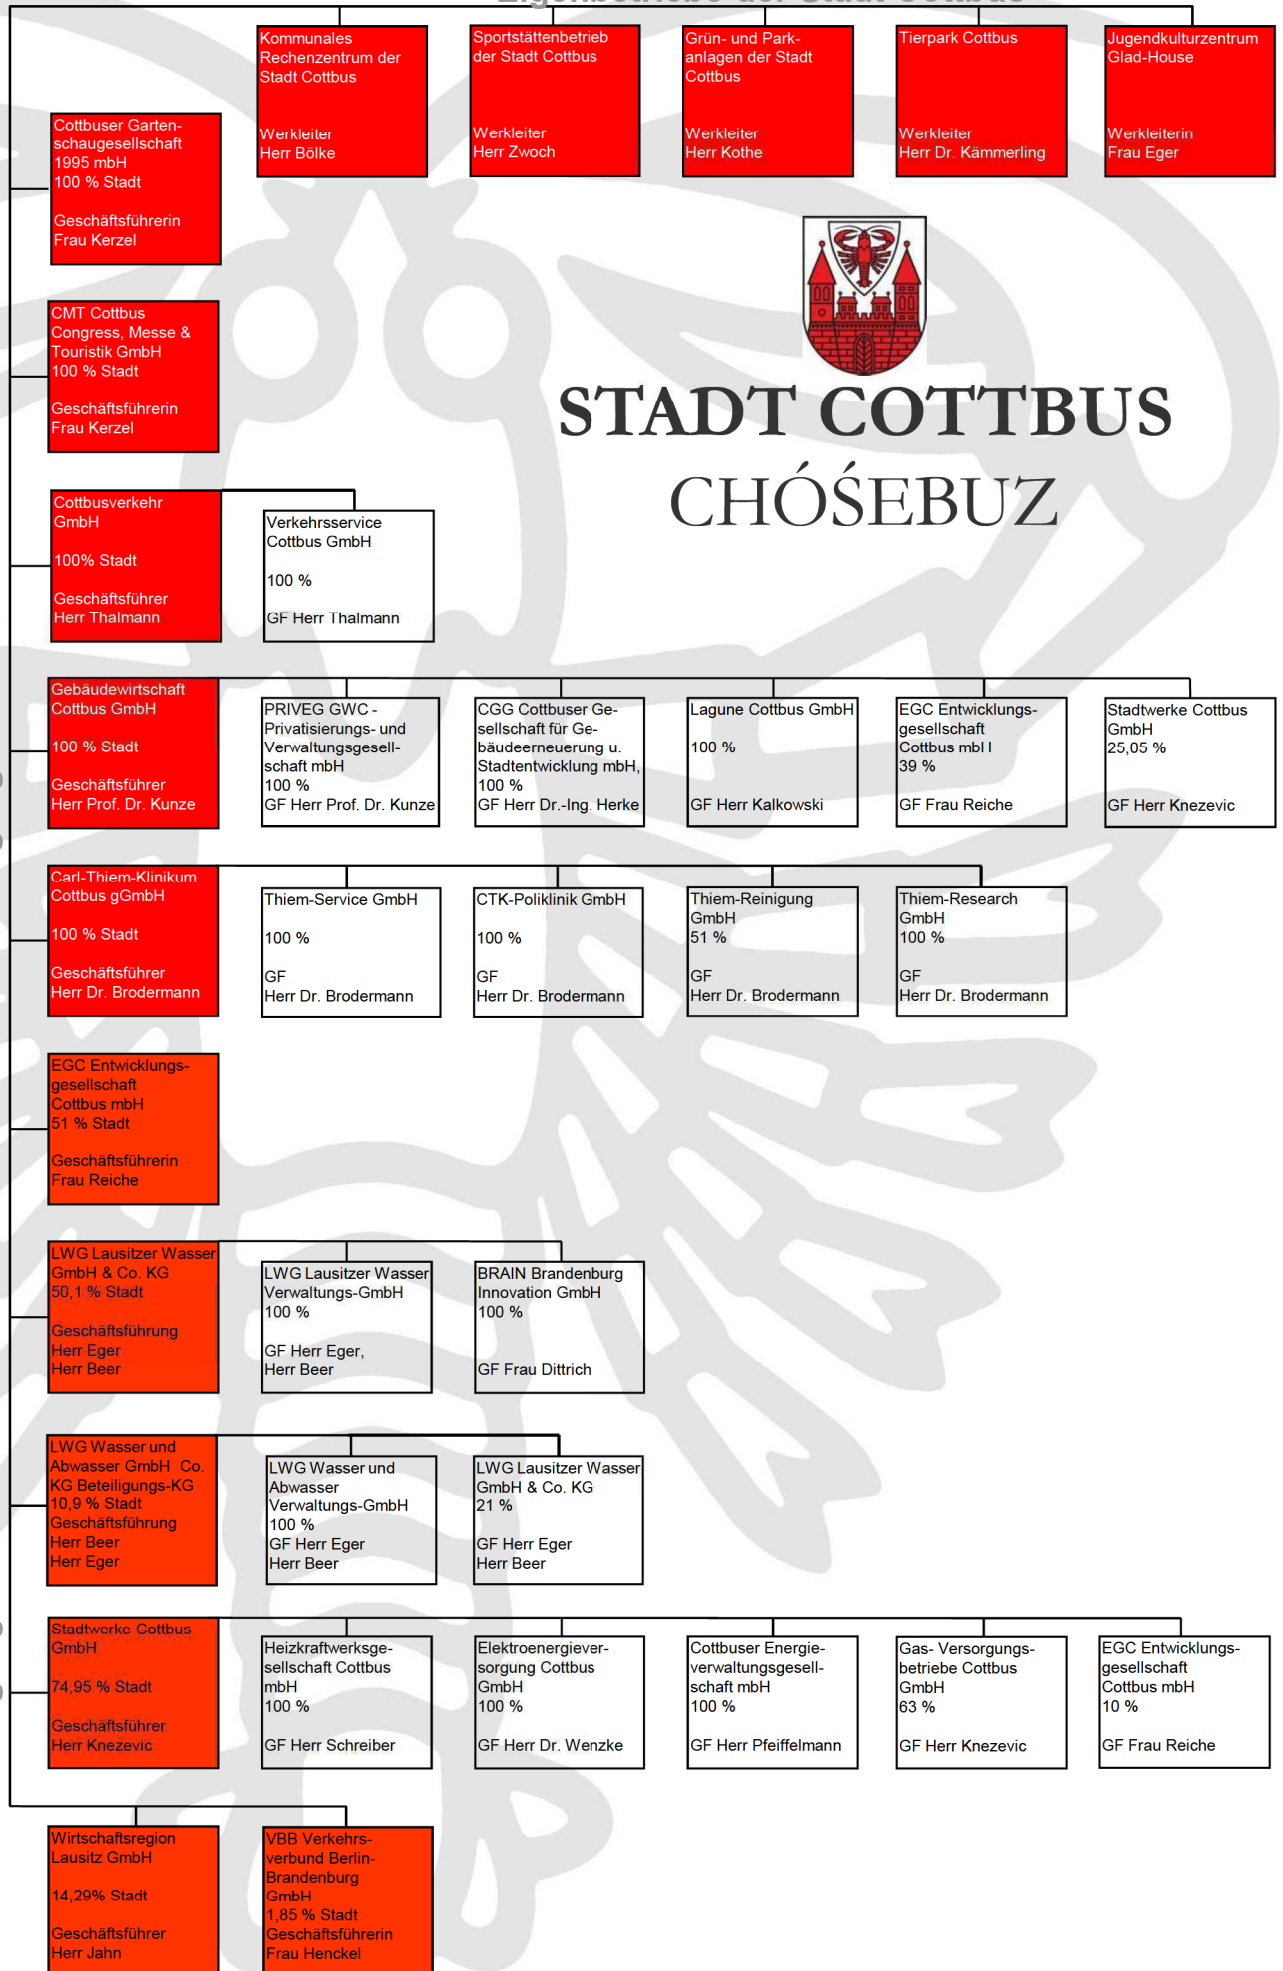 Eigenbetriebe der Stadt Cottbus
Kommunales
Rechenzentrum der
Stadt Cottbus
Werkleiter
Herr Bölke
Sportstättenbetrieb
der Stadt Cottbus
Werkleiter
Herr Zwoch
Grün- und Park-
anlagen der Stadt
Cottbus
Werkleiter
Herr Kothe
Tierpark Cottbus
Werkleiter
Herr Dr. Kämmerling
Jugendkulturzentrum
Glad-House
Werkleiterin
Frau Eger
Cottbuser Garten-
schaugesellschaft
1995 mbH
100 % Stadt
Geschäftsführerin
Frau Kerzel
STADT COTTBUS
CHÓŚEBUZ
CMT Cottbus
Congress, Messe &
Touristik GmbH
100 % Stadt
Geschäftsführerin
Frau Kerzel
Cottbusverkehr
GmbH
100% Stadt
Geschäftsführer
Herr Thalmann
Verkehrsservice
Cottbus GmbH
100 %
GF Herr Thalmann
Gebäudewirtschaft
Cottbus GmbH
100 % Stadt
Geschäftsführer
Herr Prof. Dr. Kunze
PRIVEG GWC -
Privatisierungs- und
Verwaltungsgesell-
schaft mbH
100 %
GF Herr Prof. Dr. Kunze
CGG Cottbuser Ge-
sellschaft für Ge-
bäudeerneuerung u.
Stadtentwicklung mbH,
100 %
GF Herr Dr.-Ing. Herke
Lagune Cottbus GmbH
100 %
GF Herr Kalkowski
EGC Entwicklungs-
gesellschaft
Cottbus mbH
39 %
GF Frau Reiche
Stadtwerke Cottbus
GmbH
25,05 %
GF Herr Knezevic
Carl-Thiem-Klinikum
Cottbus gGmbH
100 % Stadt
Geschäftsführer
Herr Dr. Brodermann
Thiem-Service GmbH
100 %
GF
Herr Dr. Brodermann
CTK-Poliklinik GmbH
100 %
GF
Herr Dr. Brodermann
Thiem-Reinigung
GmbH
51 %
GF
Herr Dr. Brodermann
Thiem-Research
GmbH
100 %
GF
Herr Dr. Brodermann
EGC Entwicklungs-
gesellschaft
Cottbus mbH
51 % Stadt
Geschäftsführerin
Frau Reiche
LWG Lausitzer Wasser
GmbH & Co. KG
50,1 % Stadt
Geschäftsführung
Herr Eger
Herr Beer
LWG Lausitzer Wasser
Verwaltungs-GmbH
100 %
GF Herr Eger,
Herr Beer
BRAIN Brandenburg
Innovation GmbH
100 %
GF Frau Dittrich
LWG Wasser und
Abwasser GmbH Co.
KG Beteiligungs-KG
10,9 % Stadt
Geschäftsführung
Herr Beer
Herr Eger
LWG Wasser und
Abwasser
Verwaltungs-GmbH
100 %
GF Herr Eger
Herr Beer
LWG Lausitzer Wasser
GmbH & Co. KG
21 %
GF Herr Eger
Herr Beer
Stadtwerke Cottbus
GmbH
74,95 % Stadt
Geschäftsführer
Herr Knezevic
Heizkraftwerksge-
sellschaft Cottbus
mbH
100 %
GF Herr Schreiber
Elektroenergiever-
sorgung Cottbus
GmbH
100 %
GF Herr Dr. Wenzke
Cottbuser Energie-
verwaltungsgesell-
schaft mbH
100 %
GF Herr Pfeiffelmann
Gas- Versorgungs-
betriebe Cottbus
GmbH
63 %
GF Herr Knezevic
EGC Entwicklungs-
gesellschaft
Cottbus mbH
10 %
GF Frau Reiche
Wirtschaftsregion
Lausitz GmbH
14,29% Stadt
Geschäftsführer
Herr Jahn
VBB Verkehrs-
verbund Berlin-
Brandenburg
GmbH
1,85 % Stadt
Geschäftsführerin
Frau Henckel